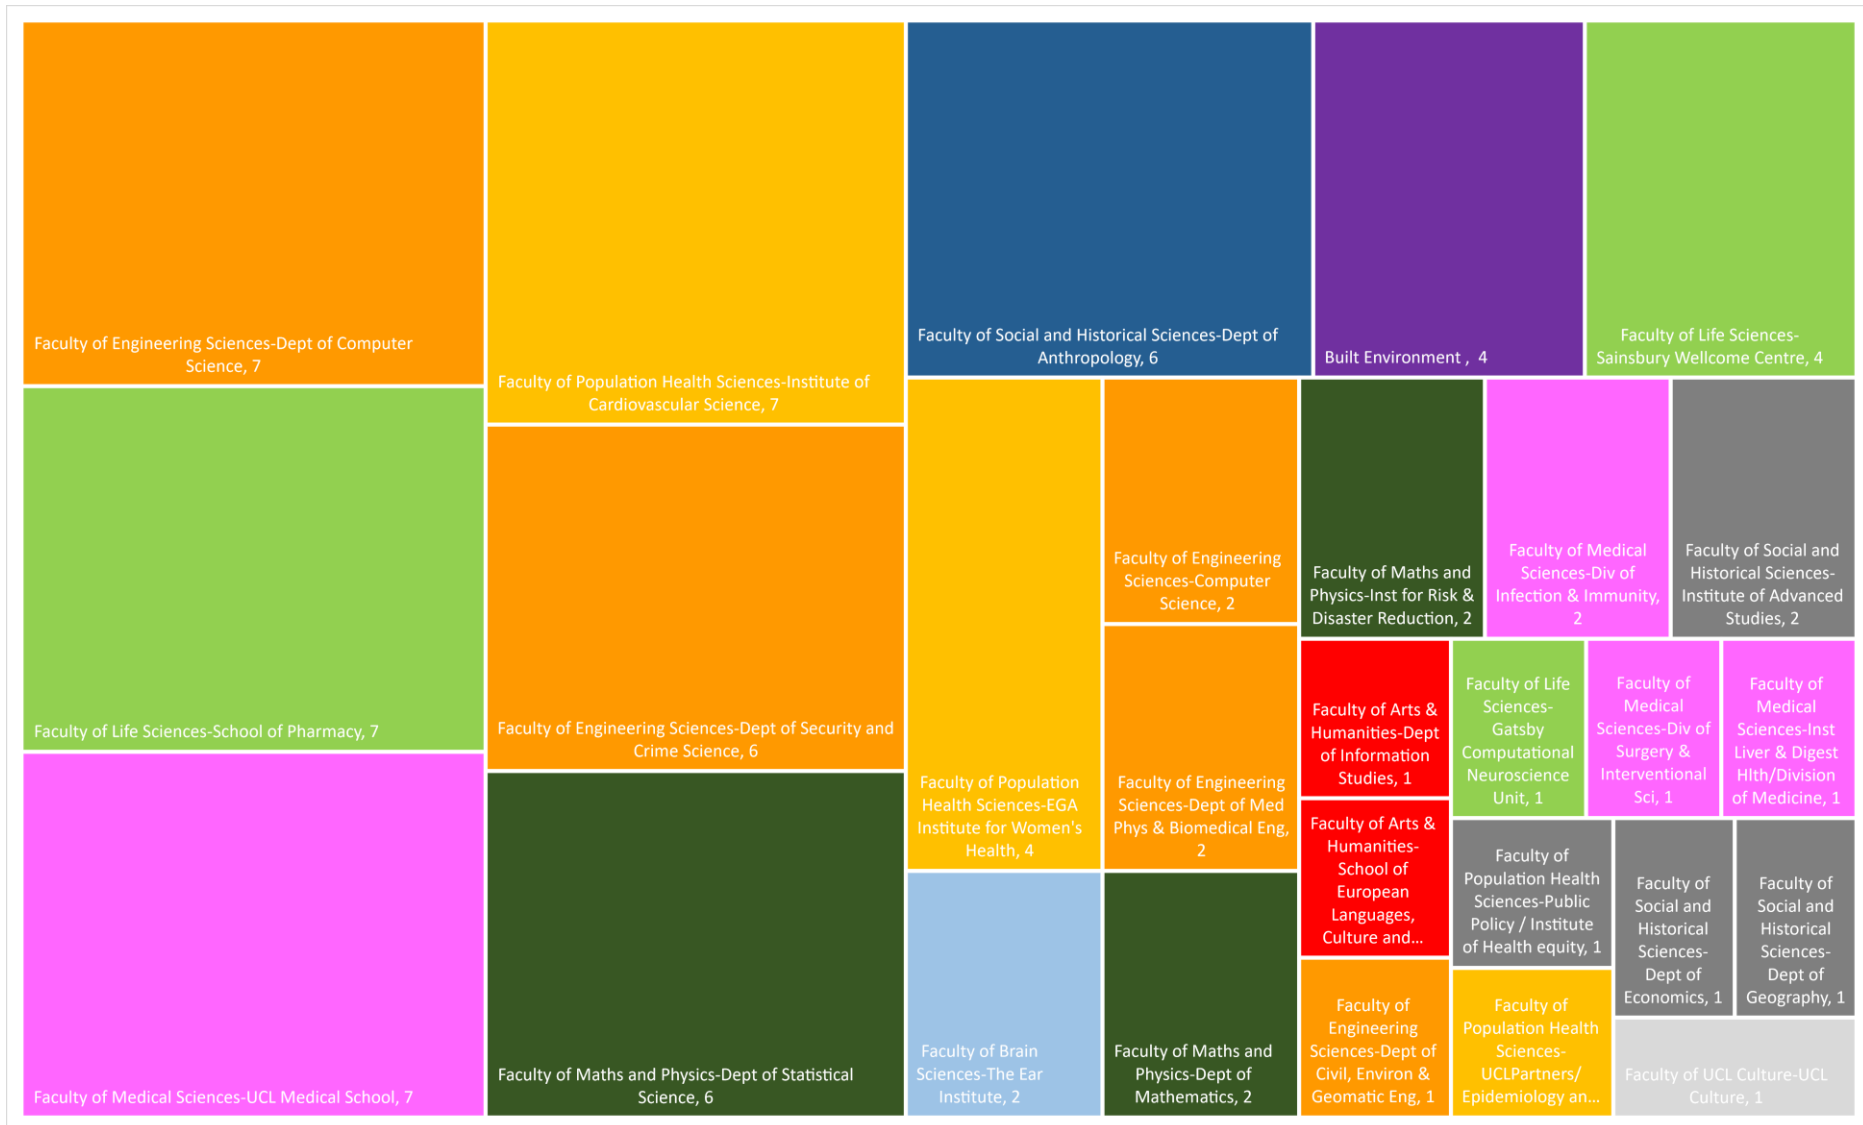 Faculty of Engineering Sciences-Dept of Computer
Science, 7
Faculty of Life Sciences-School of Pharmacy, 7
Faculty of Medical Sciences-UCL Medical School, 7
Faculty of Population Health Sciences-Institute of
Cardiovascular Science, 7
Faculty of Engineering Sciences-Dept of Security and
Crime Science, 6
Faculty of Maths and Physics-Dept of Statistical
Science, 6
Faculty of Social and Historical Sciences-Dept of
Anthropology, 6
Built Environment , 4
Faculty of Life Sciences-
Sainsbury Wellcome Centre, 4
Faculty of Population
Health Sciences-EGA
Institute for Women's
Health, 4
Faculty of Brain
Sciences-The Ear
Institute, 2
Faculty of Engineering
Sciences-Computer
Science, 2
Faculty of Engineering
Sciences-Dept of Med
Phys & Biomedical Eng,
2
Faculty of Maths and
Physics-Dept of
Mathematics, 2
Faculty of Maths and
Physics-Inst for Risk &
Disaster Reduction, 2
Faculty of Medical
Sciences-Div of
Infection & Immunity,
2
Faculty of Social and
Historical Sciences-
Institute of Advanced
Studies, 2
Faculty of Arts &
Humanities-Dept
of Information
Studies, 1
Faculty of Arts &
Humanities-
School of
European
Languages,
Culture and...
Faculty of
Engineering
Sciences-Dept of
Civil, Environ &
Geomatic Eng, 1
Faculty of Life
Sciences-
Gatsby
Computational
Neuroscience
Unit, 1
Faculty of
Medical
Sciences-Div of
Surgery &
Interventional
Sci, 1
Faculty of
Medical
Sciences-Inst
Liver & Digest
Hlth/Division
of Medicine, 1
Faculty of
Population Health
Sciences-Public
Policy / Institute
of Health equity, 1
Faculty of
Population Health
Sciences-
UCLPartners/
Epidemiology an...
Faculty of
Social and
Historical
Sciences-
Dept of
Economics, 1
Faculty of
Social and
Historical
Sciences-
Dept of
Geography, 1
Faculty of UCL Culture-UCL
Culture, 1